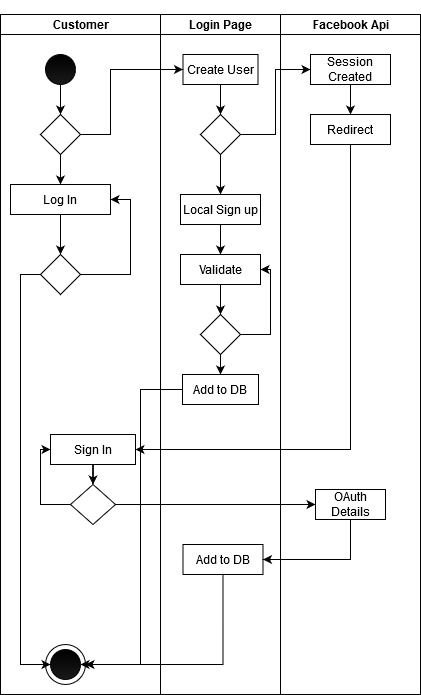 Customer
Login Page
Facebook Api
Create User
Session
Created
Redirect
Log In
Local Sign up
Validate
Add to DB
Sign In
OAuth
Details
Add to DB